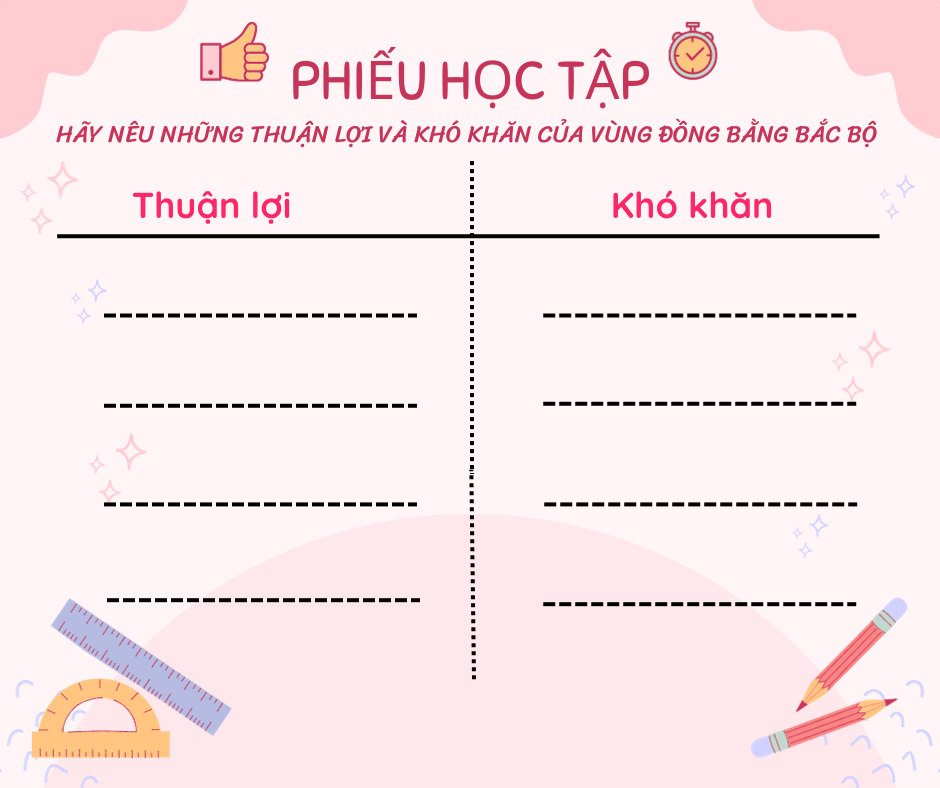 PHIẾU HỌC TẬP
HÃY NÊU NHỮNG THUẬN LỢI VÀ KHÓ KHĂN CỦA VÙNG ĐỒNG BẰNG BẮC BỘ
Thuận lợi
Khó khăn